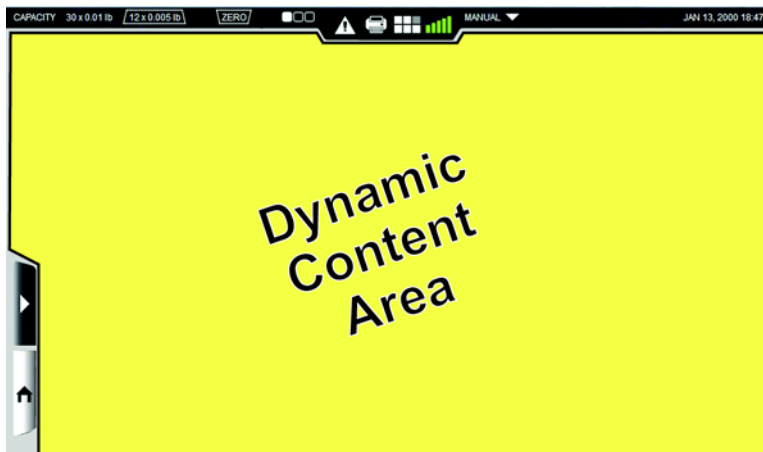 CAPACITY 30 x 0.01 lb 12 x 0.005 lb ZERO MANUAL JAN 13, 2000 18:47
Dynamic
Content
Area